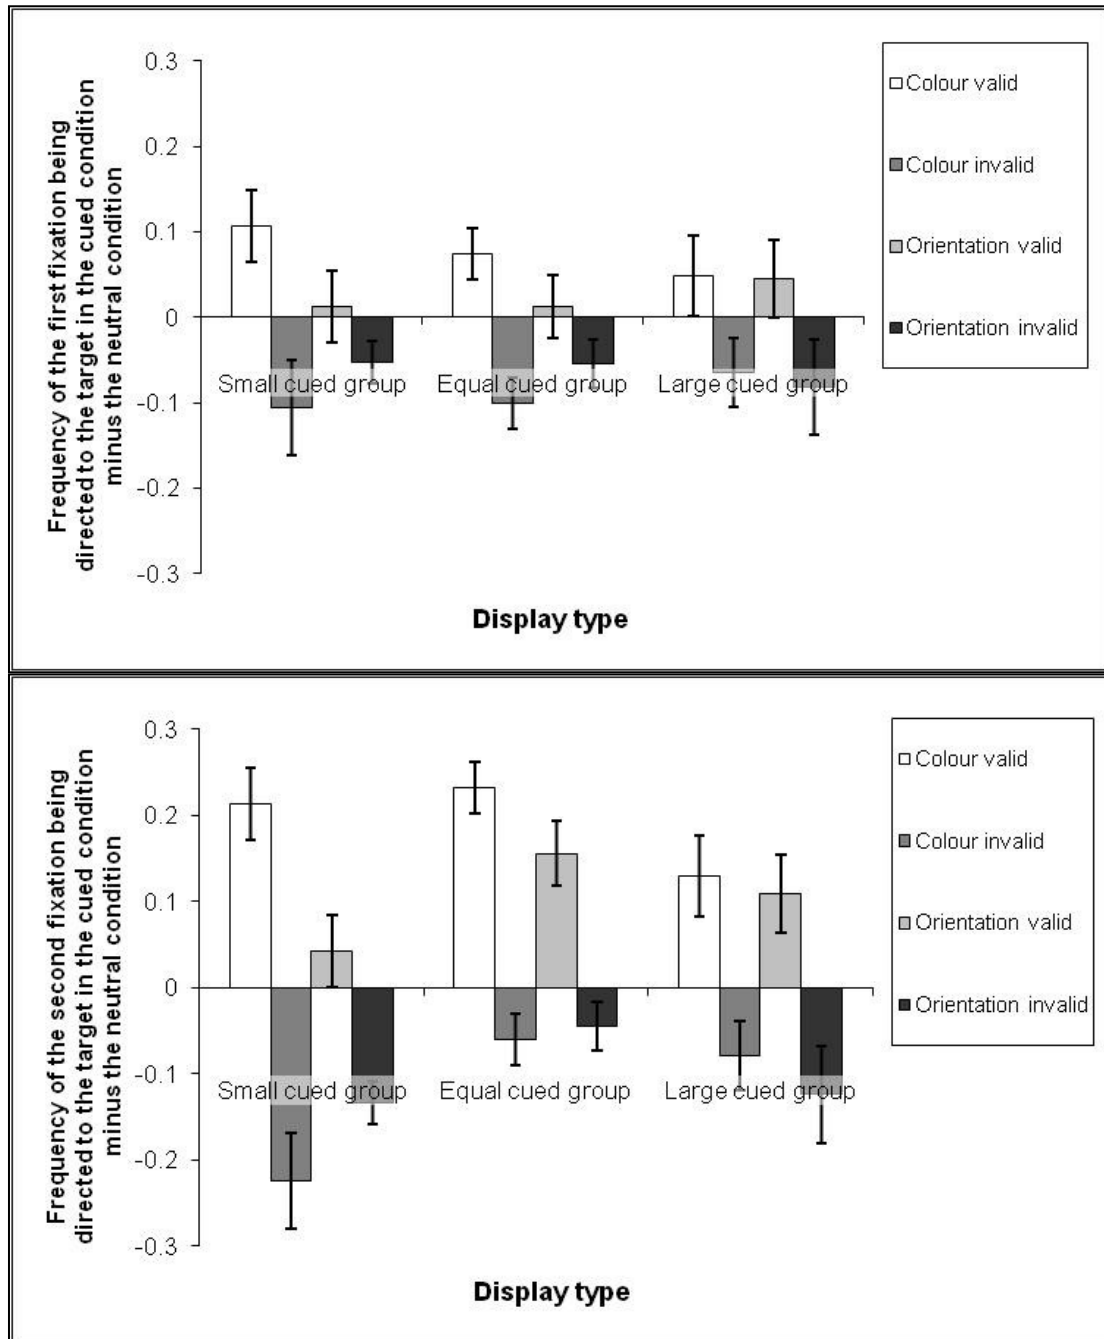 Frequency of the first fixation being
directed to the target in the cued condition
minus the neutral condition
0.3
0.2
0.1
0
-0.1
-0.2
-0.3
Small cued group
Equal cued group
Large cued group
Display type
Colour valid
Colour invalid
Orientation valid
Orientation invalid
Frequency of the second fixation being
directed to the target in the cued condition
minus the neutral condition
0.3
0.2
0.1
0
-0.1
-0.2
-0.3
Small cued group
Equal cued group
Large cued group
Display type
Colour valid
Colour invalid
Orientation valid
Orientation invalid